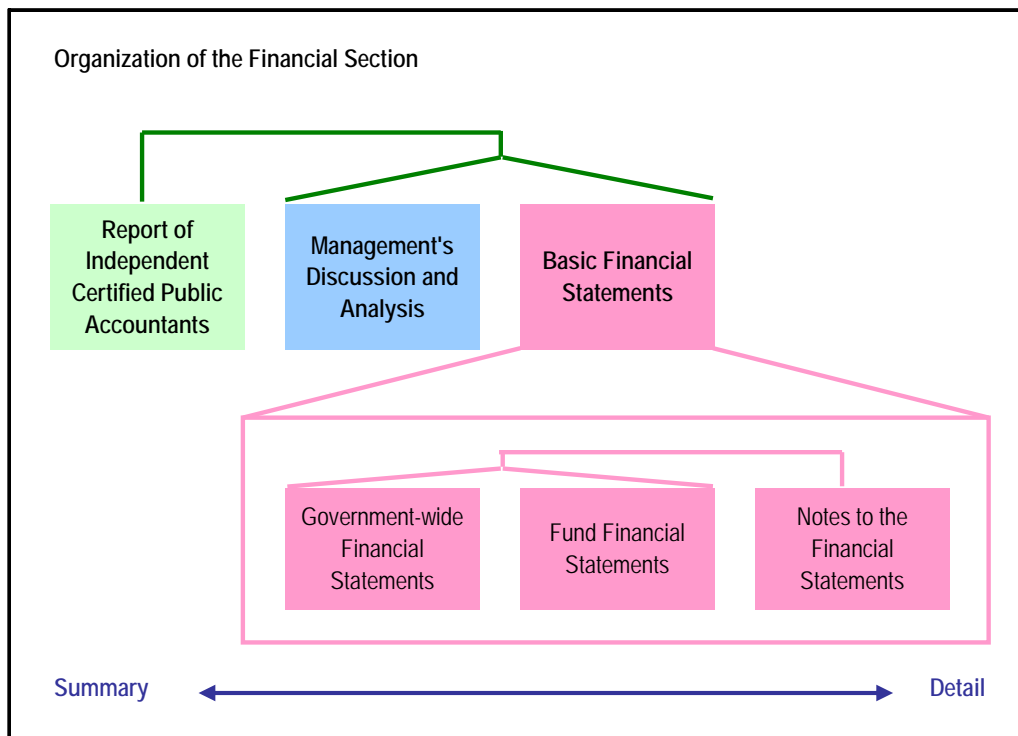 Organization of the Financial Section
Report of
Independent
Certified Public
Accountants
Management's
Discussion and
Analysis
Basic Financial
Statements
Government-wide
Financial
Statements
Fund Financial
Statements
Notes to the
Financial
Statements
Summary
Detail